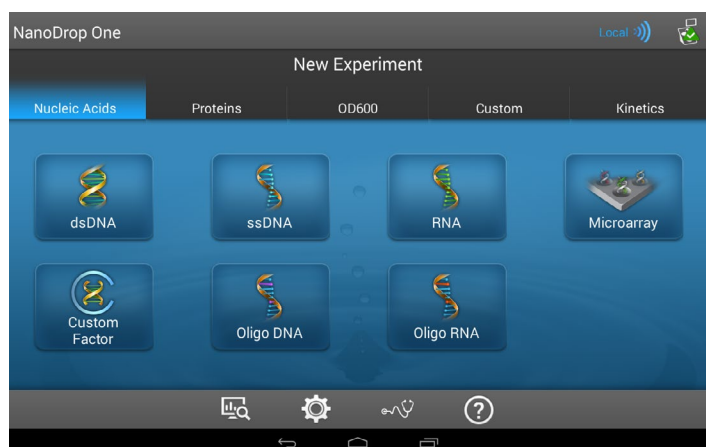 NanoDrop One
Local
New Experiment
Nucleic Acids
Proteins
OD600
Custom
Kinetics
dsDNA
ssDNA
RNA
Microarray
Custom
Factor
Oligo DNA
Oligo RNA
?